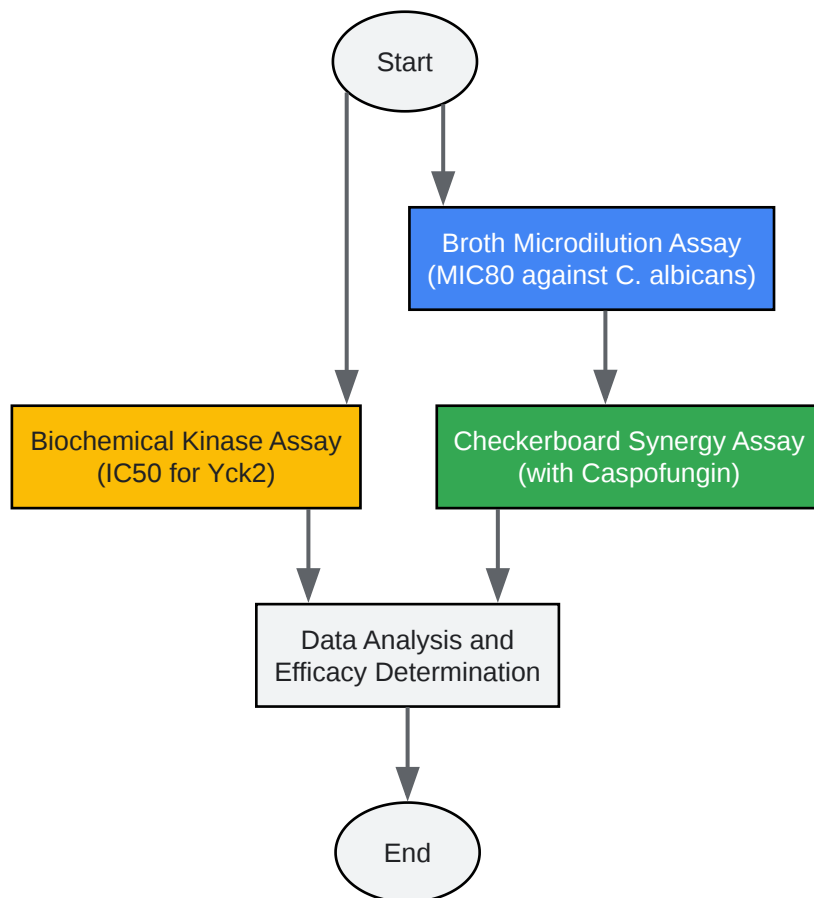 Start
Broth Microdilution Assay
(MIC80 against C. albicans)
Biochemical Kinase Assay
(IC50 for Yck2)
Checkerboard Synergy Assay
(with Caspofungin)
Data Analysis and
Efficacy Determination
End